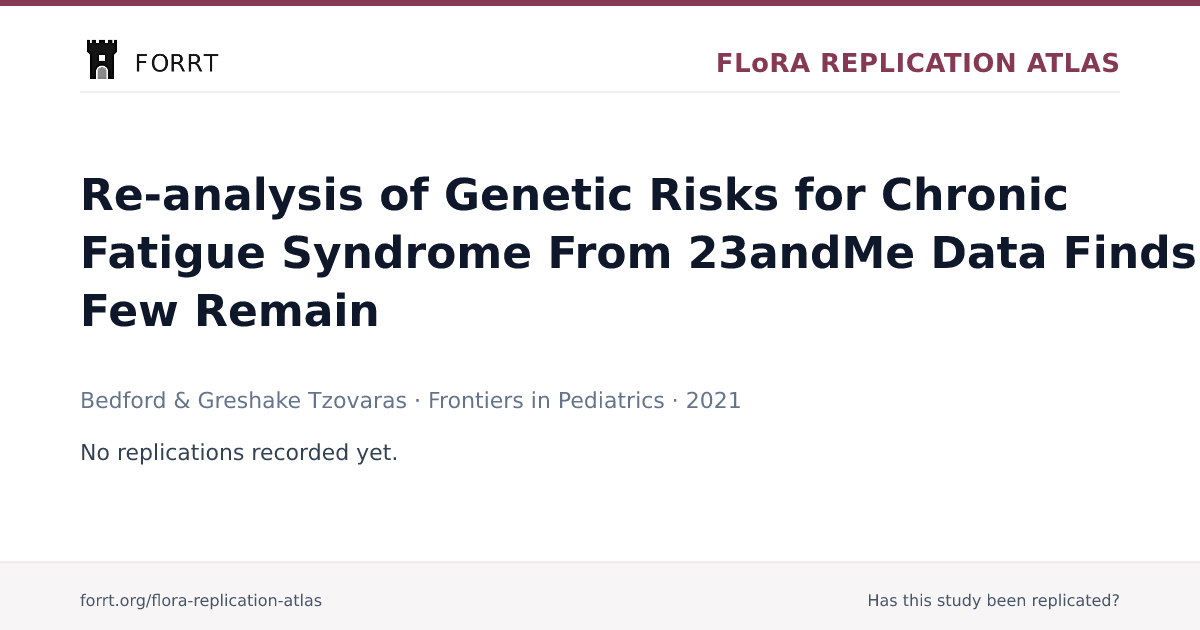 FORRT
FLoRA REPLICATION ATLAS
Re-analysis of Genetic Risks for Chronic
Fatigue Syndrome From 23andMe Data Finds
Few Remain
Bedford & Greshake Tzovaras · Frontiers in Pediatrics · 2021
No replications recorded yet.
forrt.org/flora-replication-atlas
Has this study been replicated?